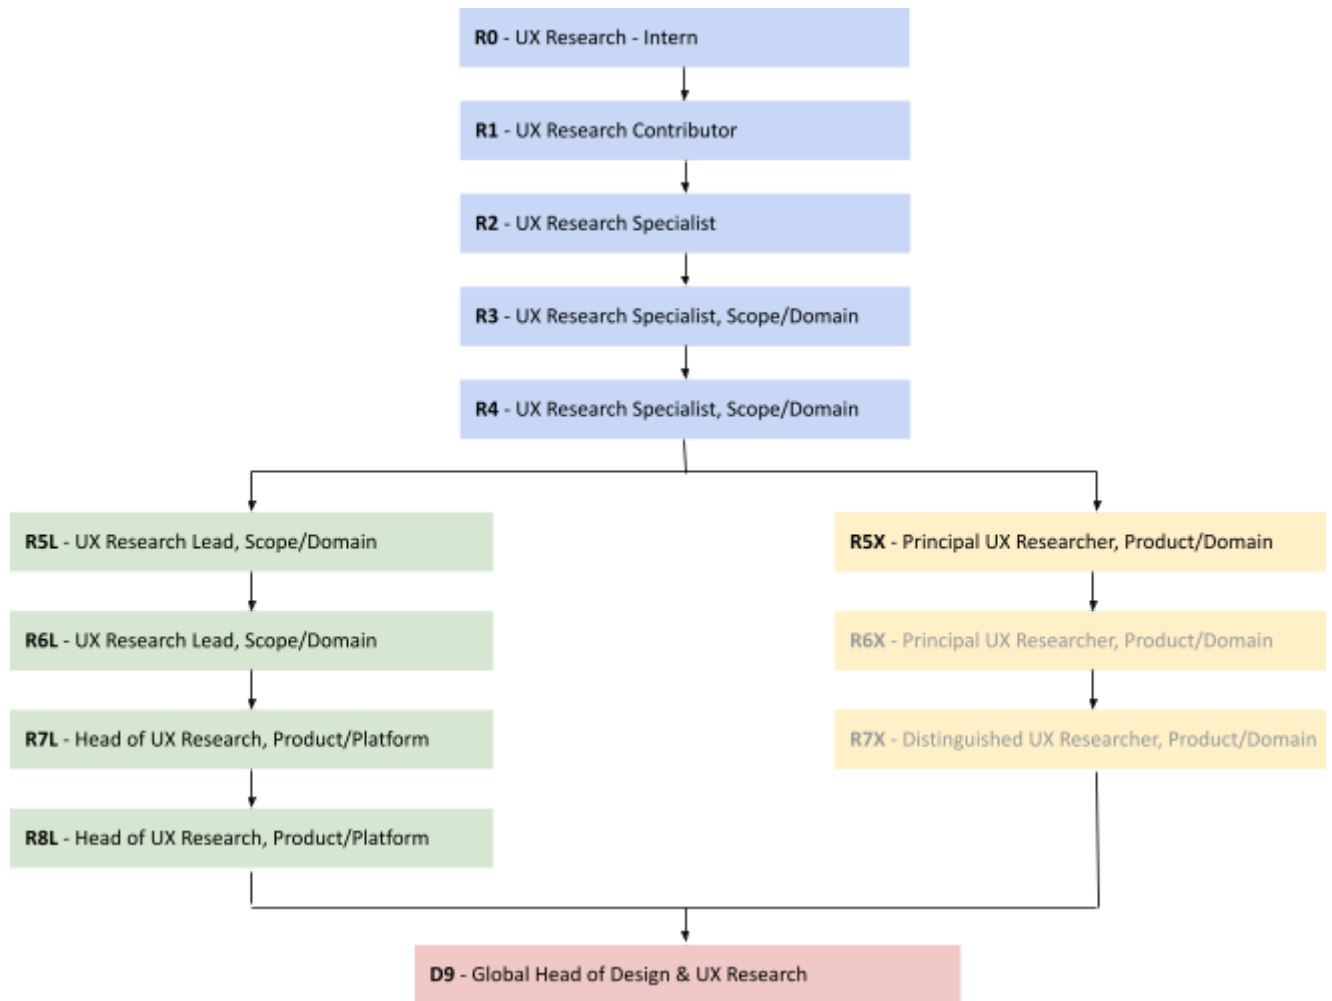 R0 - UX Research - Intern
R1 - UX Research Contributor
R2 - UX Research Specialist
R3 - UX Research Specialist, Scope/Domain
R4 - UX Research Specialist, Scope/Domain
R5L - UX Research Lead, Scope/Domain
R5X - Principal UX Researcher, Product/Domain
R6L - UX Research Lead, Scope/Domain
R6X - Principal UX Researcher, Product/Domain
R7L - Head of UX Research, Product/Platform
R7X - Distinguished UX Researcher, Product/Domain
R8L - Head of UX Research, Product/Platform
D9 - Global Head of Design & UX Research